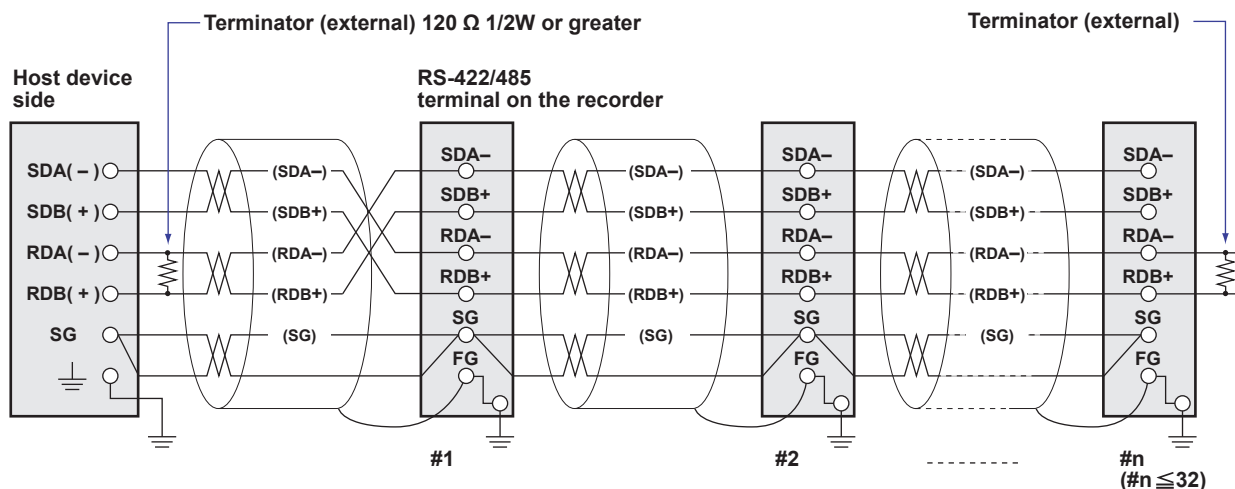 Terminator (external) 120 Ω 1/2W or greater
Terminator (external)
Host device
side
RS-422/485
terminal on the recorder
SDA( – )
SDB( + )
RDA( – )
RDB( + )
SG
(SDA–)
(SDB+)
(RDA–)
(RDB+)
(SG)
SDA–
SDB+
RDA–
RDB+
SG
FG
(SDA–)
(SDB+)
(RDA–)
(RDB+)
(SG)
SDA–
SDB+
RDA–
RDB+
SG
FG
(SDA–)
(SDB+)
(RDA–)
(RDB+)
(SG)
SDA–
SDB+
RDA–
RDB+
SG
FG
#1
#2
#n
(#n ≦ 32)